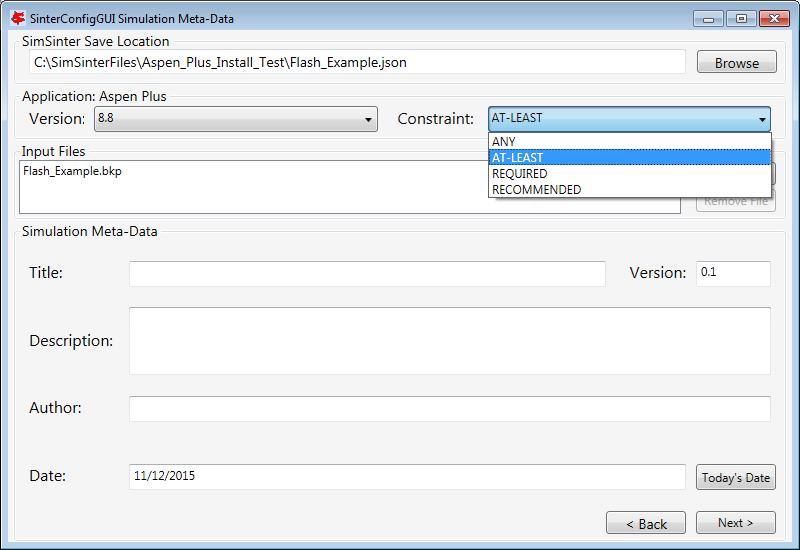 SinterConfigGUI Simulation Meta-Data
SimSinter Save Location
C:\SimSinterFiles\Aspen_Plus_Install_Test\Flash_Example.json
Browse
Application: Aspen Plus
Version:
8.8
Constraint:
AT-LEAST
ANY
AT-LEAST
REQUIRED
RECOMMENDED
Input Files
Flash_Example.bkp
Remove File
Simulation Meta-Data
Title:
Version:
0.1
Description:
Author:
Date:
11/12/2015
Today's Date
< Back
Next >